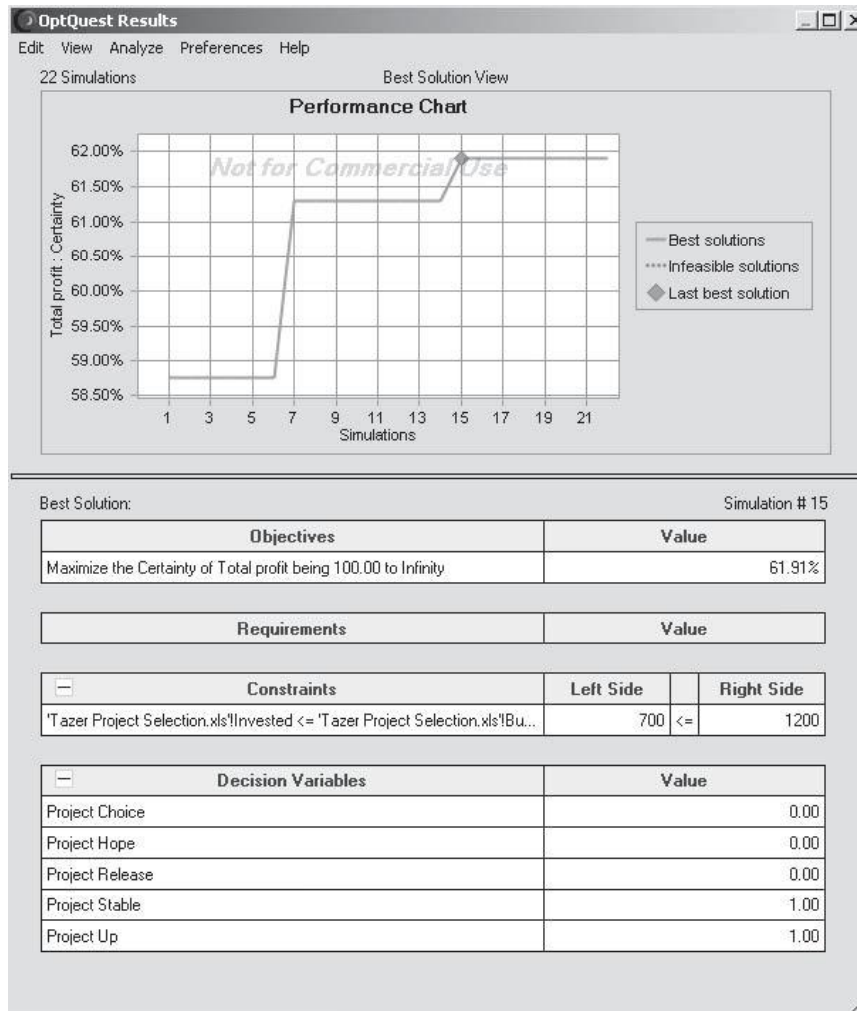 OptQuest Results
Edit View Analyze Preferences Help
22 Simulations Best Solution View
Performance Chart
Not for Commercial Use
62.00%
61.50%
61.00%
60.50%
60.00%
59.50%
59.00%
58.50%
Total profit : Certainty
1 3 5 7 9 11 13 15 17 19 21
Simulations
Best solutions
Infeasible solutions
Last best solution
Best Solution: Simulation # 15
Objectives Value
Maximize the Certainty of Total profit being 100.00 to Infinity 61.91%
Requirements Value
Constraints Left Side Right Side
'Tazer Project Selection.xls'!Invested <= 'Tazer Project Selection.xls'!Bu... 700 <= 1200
Decision Variables Value
Project Choice 0.00
Project Hope 0.00
Project Release 0.00
Project Stable 1.00
Project Up 1.00